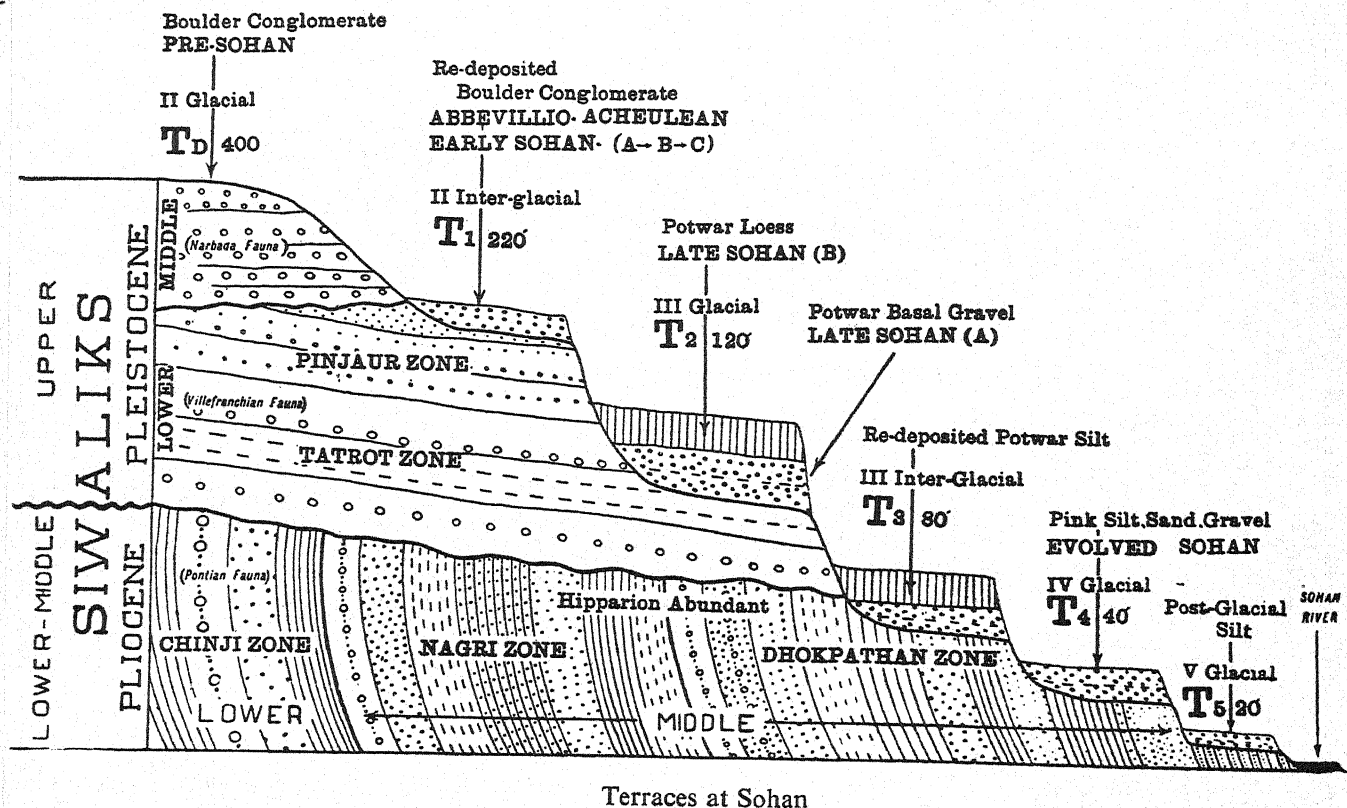 Boulder Conglomerate
PRE-SOHAN
II Glacial
TD 400
Re-deposited
Boulder Conglomerate
ABBEVILLIO-ACHEULEAN
EARLY SOHAN- (A→B→C)
II Inter-glacial
T1 220'
Potwar Loess
LATE SOHAN (B)
III Glacial
T2 120'
Potwar Basal Gravel
LATE SOHAN (A)
Re-deposited Potwar Silt
III Inter-Glacial
T3 80'
Pink Silt, Sand, Gravel
EVOLVED SOHAN
IV Glacial
T4 40'
Post-Glacial
Silt
V Glacial
T5 20'
SOHAN
RIVER
UPPER
LOWER-MIDDLE
SIWALIKS
PLEISTOCENE
PLIOCENE
MIDDLE
LOWER
(Narbada Fauna)
PINJAUR ZONE
(Villefranchian Fauna)
TATROT ZONE
(Pontian Fauna)
Hipparion Abundant
CHINJI ZONE
NAGRI ZONE
DHOKPATHAN ZONE
LOWER
MIDDLE
Terraces at Sohan